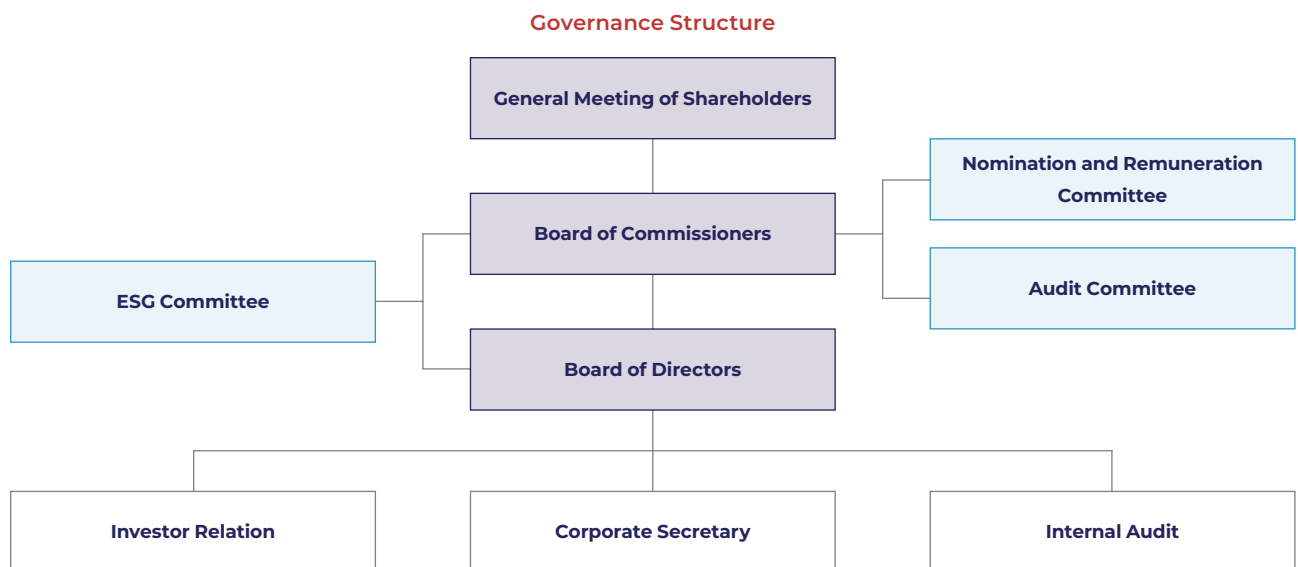 Governance Structure
General Meeting of Shareholders
Nomination and Remuneration
Committee
Board of Commissioners
ESG Committee
Audit Committee
Board of Directors
Investor Relation
Corporate Secretary
Internal Audit